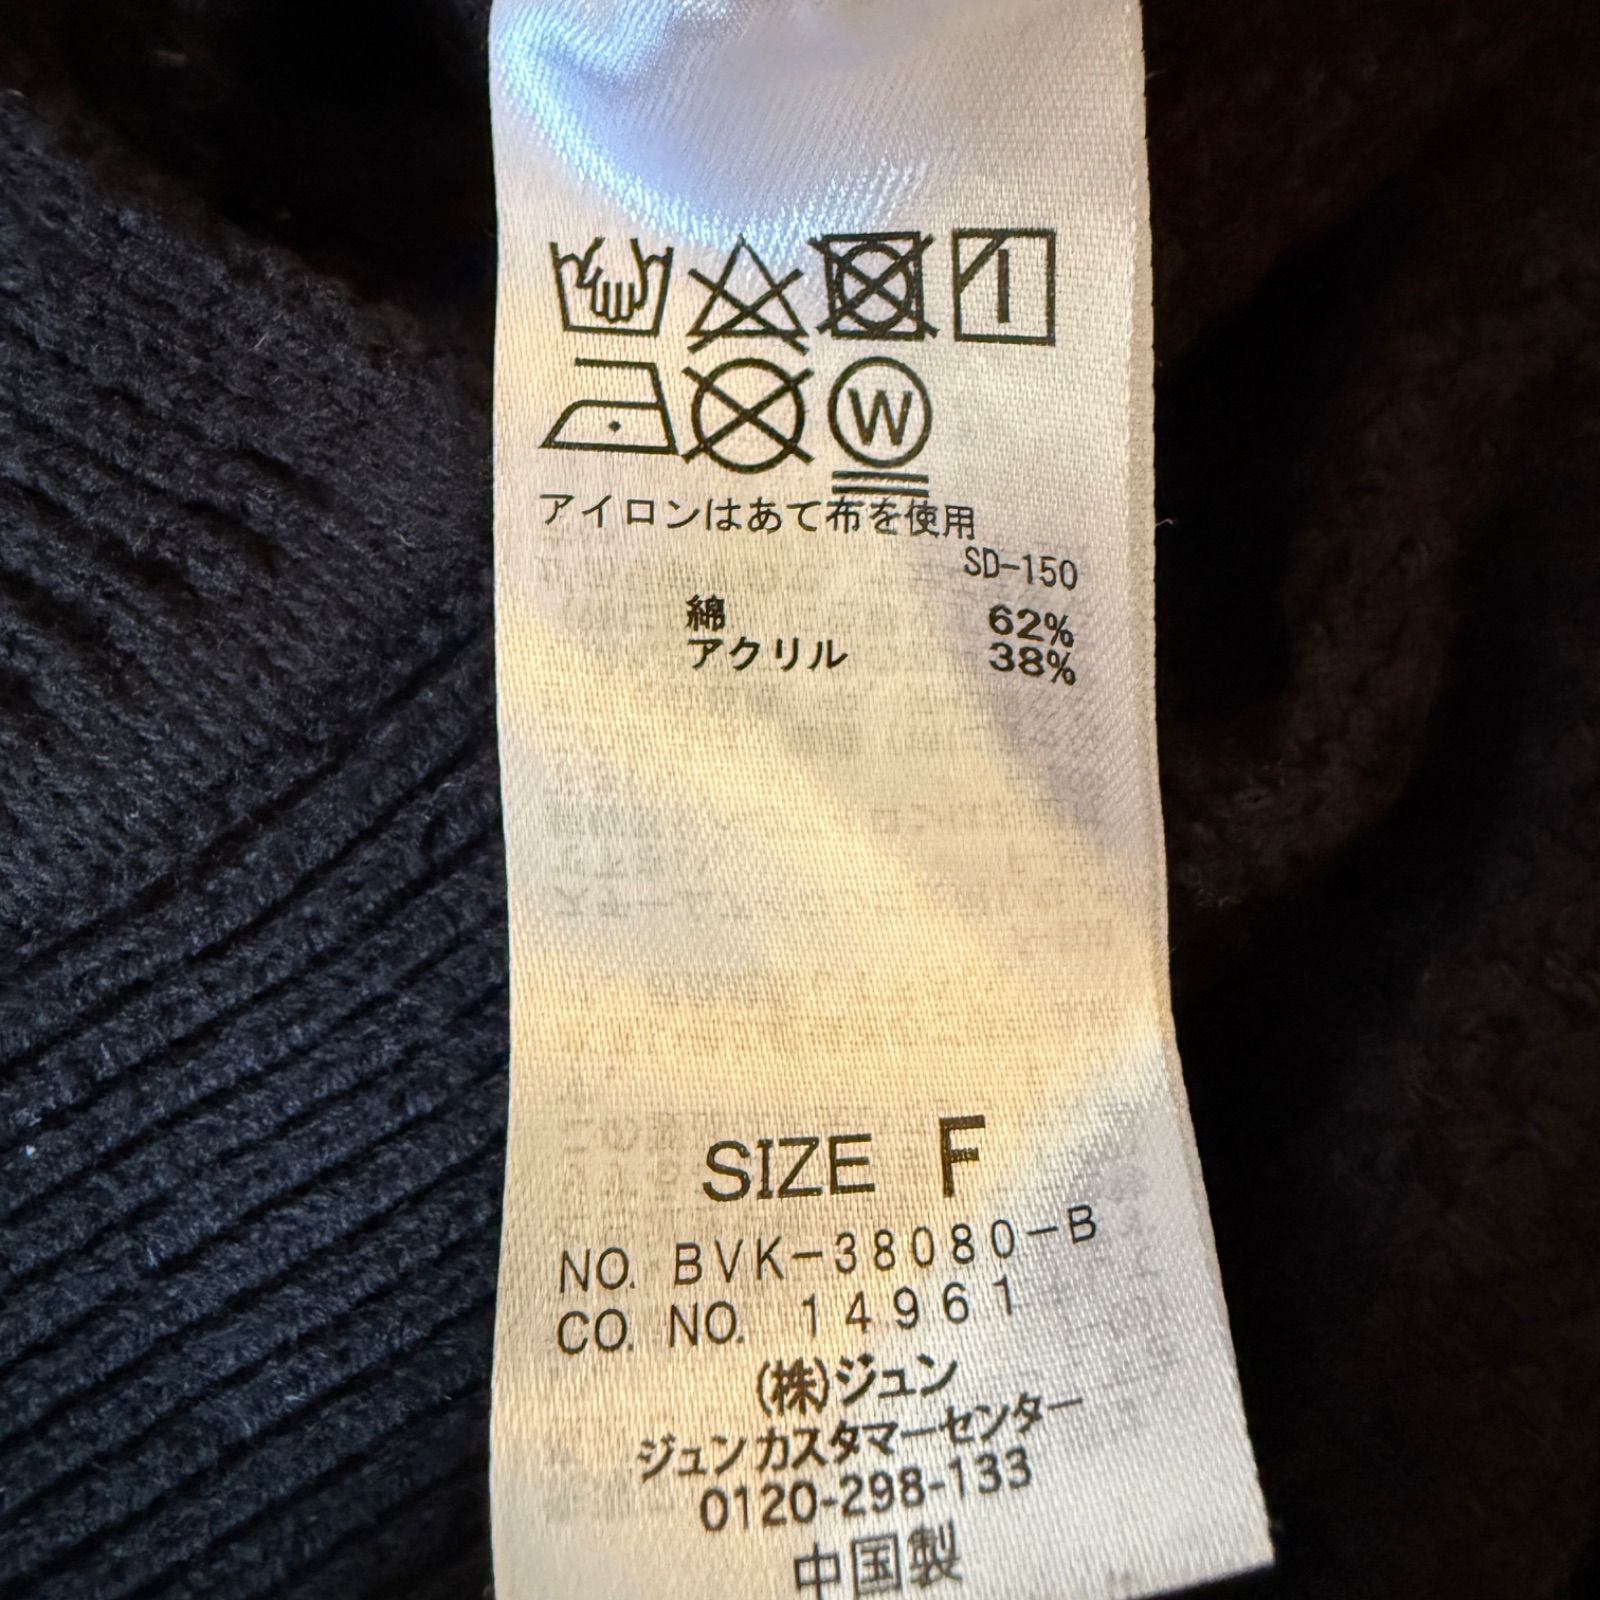 W
アイロンはあて布を使用
SD-150
綿 62%
アクリル 38%
SIZE F
NO. BVK-38080-B
CO. NO. 14961
(株)ジュン
ジュンカスタマーセンター
0120-298-133
中国製